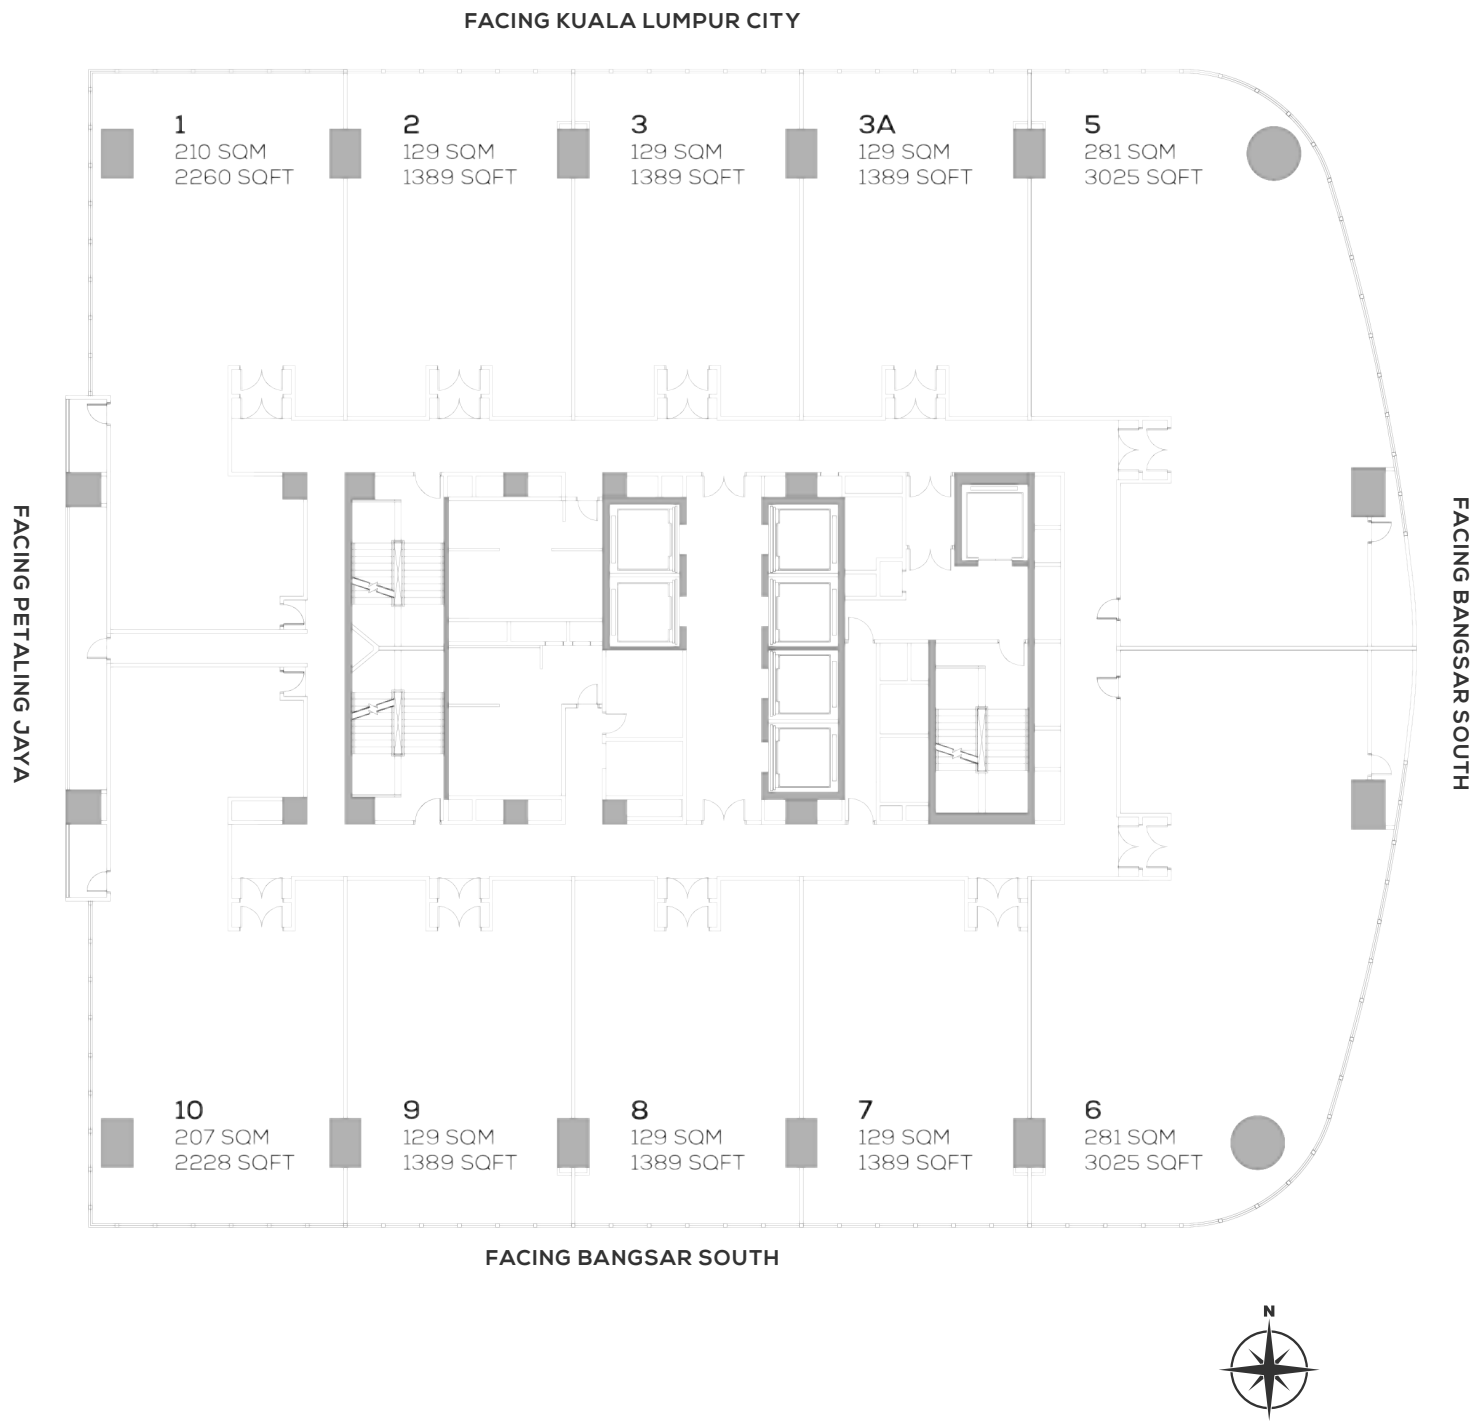 FACING KUALA LUMPUR CITY
1
210 SQM
2260 SQFT
2
129 SQM
1389 SQFT
3
129 SQM
1389 SQFT
3A
129 SQM
1389 SQFT
5
281 SQM
3025 SQFT
FACING PETALING JAYA
FACING BANGSAR SOUTH
10
207 SQM
2228 SQFT
9
129 SQM
1389 SQFT
8
129 SQM
1389 SQFT
7
129 SQM
1389 SQFT
6
281 SQM
3025 SQFT
FACING BANGSAR SOUTH
N